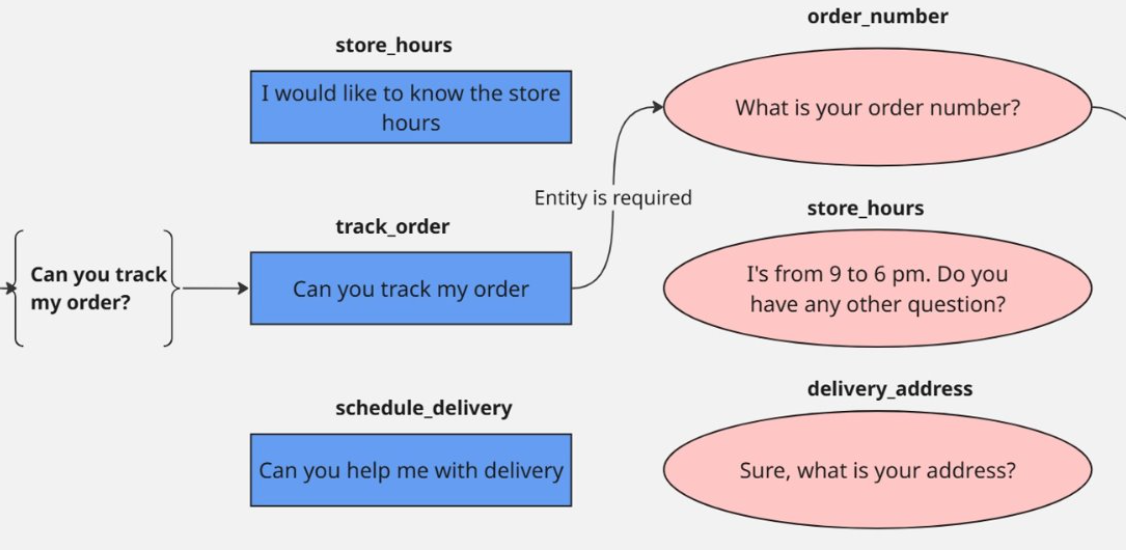 order_number
store_hours
I would like to know the store
hours
What is your order number?
Entity is required
store_hours
track_order
Can you track
my order?
Can you track my order
I's from 9 to 6 pm. Do you
have any other question?
delivery_address
schedule_delivery
Can you help me with delivery
Sure, what is your address?